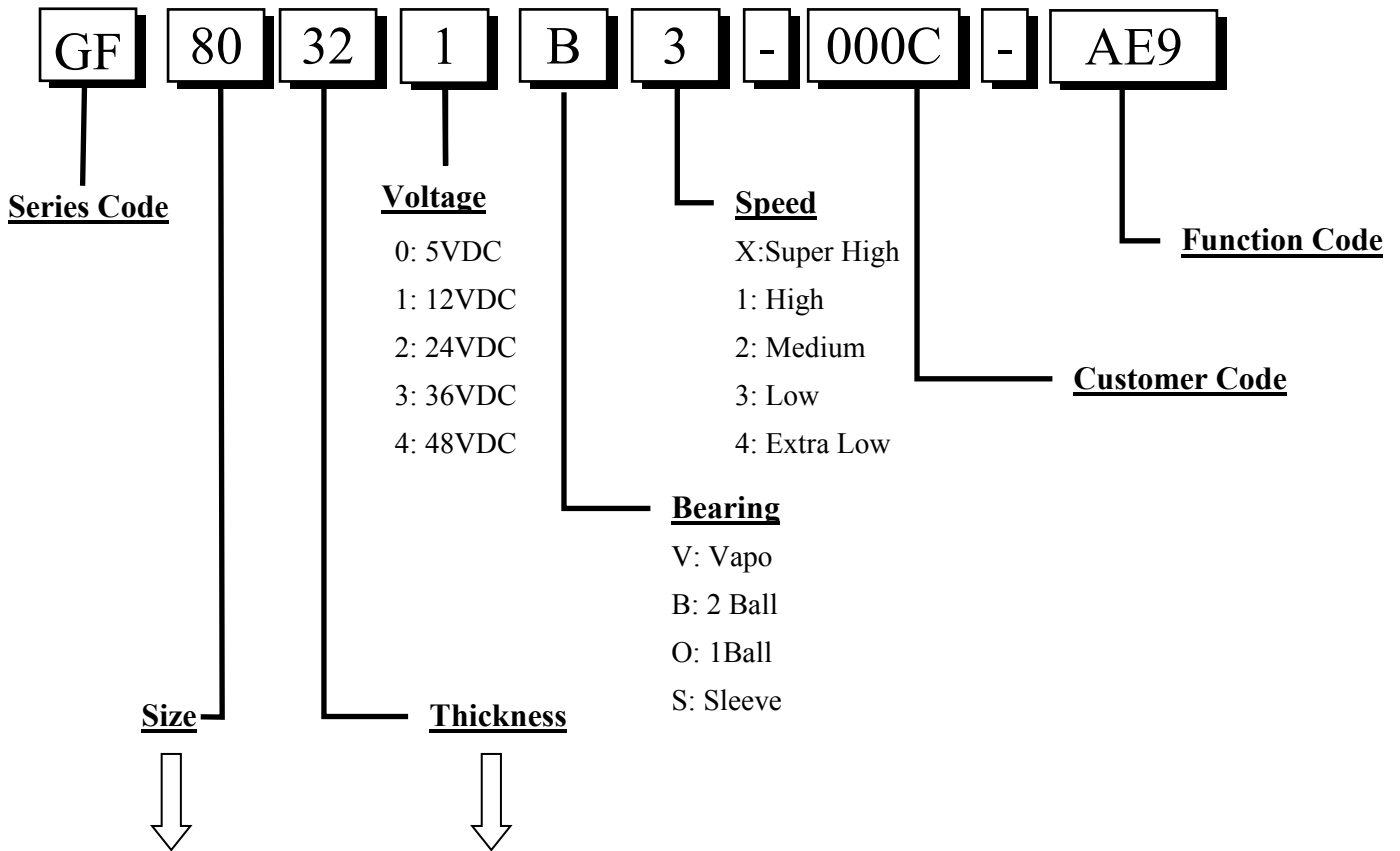 GF 80 32 1 B 3 - 000C - AE9
Series Code
Voltage
0: 5VDC
1: 12VDC
2: 24VDC
3: 36VDC
4: 48VDC
Speed
X:Super High
1: High
2: Medium
3: Low
4: Extra Low
Function Code
Customer Code
Bearing
V: Vapo
B: 2 Ball
O: 1Ball
S: Sleeve
Size
Thickness